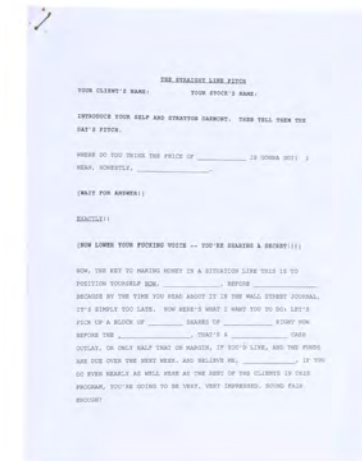 THE STRAIGHT LINE PITCH
YOUR CLIENT'S NAME: YOUR STOCK'S NAME:
INTRODUCE YOUR SELF AND STRATTON OAKMONT. THEN TELL THEM THE
DAY'S PITCH.
WHERE DO YOU THINK THE PRICE OF ____________ IS GONNA GO? I
MEAN, HONESTLY, __________________.
(WAIT FOR ANSWER!)
EXACTLY!!
(NOW LOWER YOUR FUCKING VOICE -- YOU'RE SHARING A SECRET!!!)
NOW, THE KEY TO MAKING MONEY IN A SITUATION LIKE THIS IS TO
POSITION YOURSELF NOW, ______________, BEFORE ______________
BECAUSE BY THE TIME YOU READ ABOUT IT IN THE WALL STREET JOURNAL,
IT'S SIMPLY TOO LATE. NOW HERE'S WHAT I WANT YOU TO DO: LET'S
PICK UP A BLOCK OF ________ SHARES OF ______________ RIGHT NOW
BEFORE THE __________________, THAT'S A ____________ CASH
OUTLAY, OR ONLY HALF THAT ON MARGIN, IF YOU'D LIKE, AND THE FUNDS
ARE DUE OVER THE NEXT WEEK. AND BELIEVE ME, ____________, IF YOU
DO EVEN NEARLY AS WELL HERE AS THE REST OF THE CLIENTS IN THIS
PROGRAM, YOU'RE GOING TO BE VERY, VERY IMPRESSED. SOUND FAIR
ENOUGH?